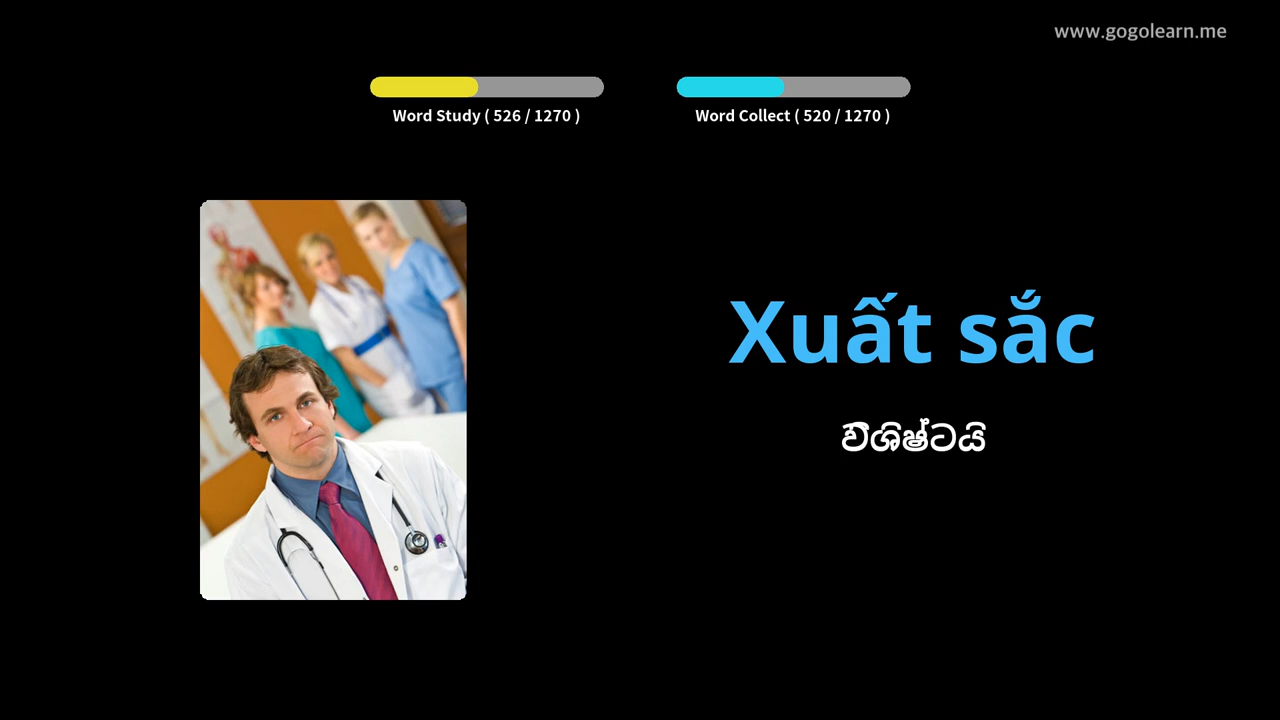 www.gogolearn.me
Word Study ( 526 / 1270 )
Word Collect ( 520 / 1270 )
Xuất sắc
විශිෂ්ටයි